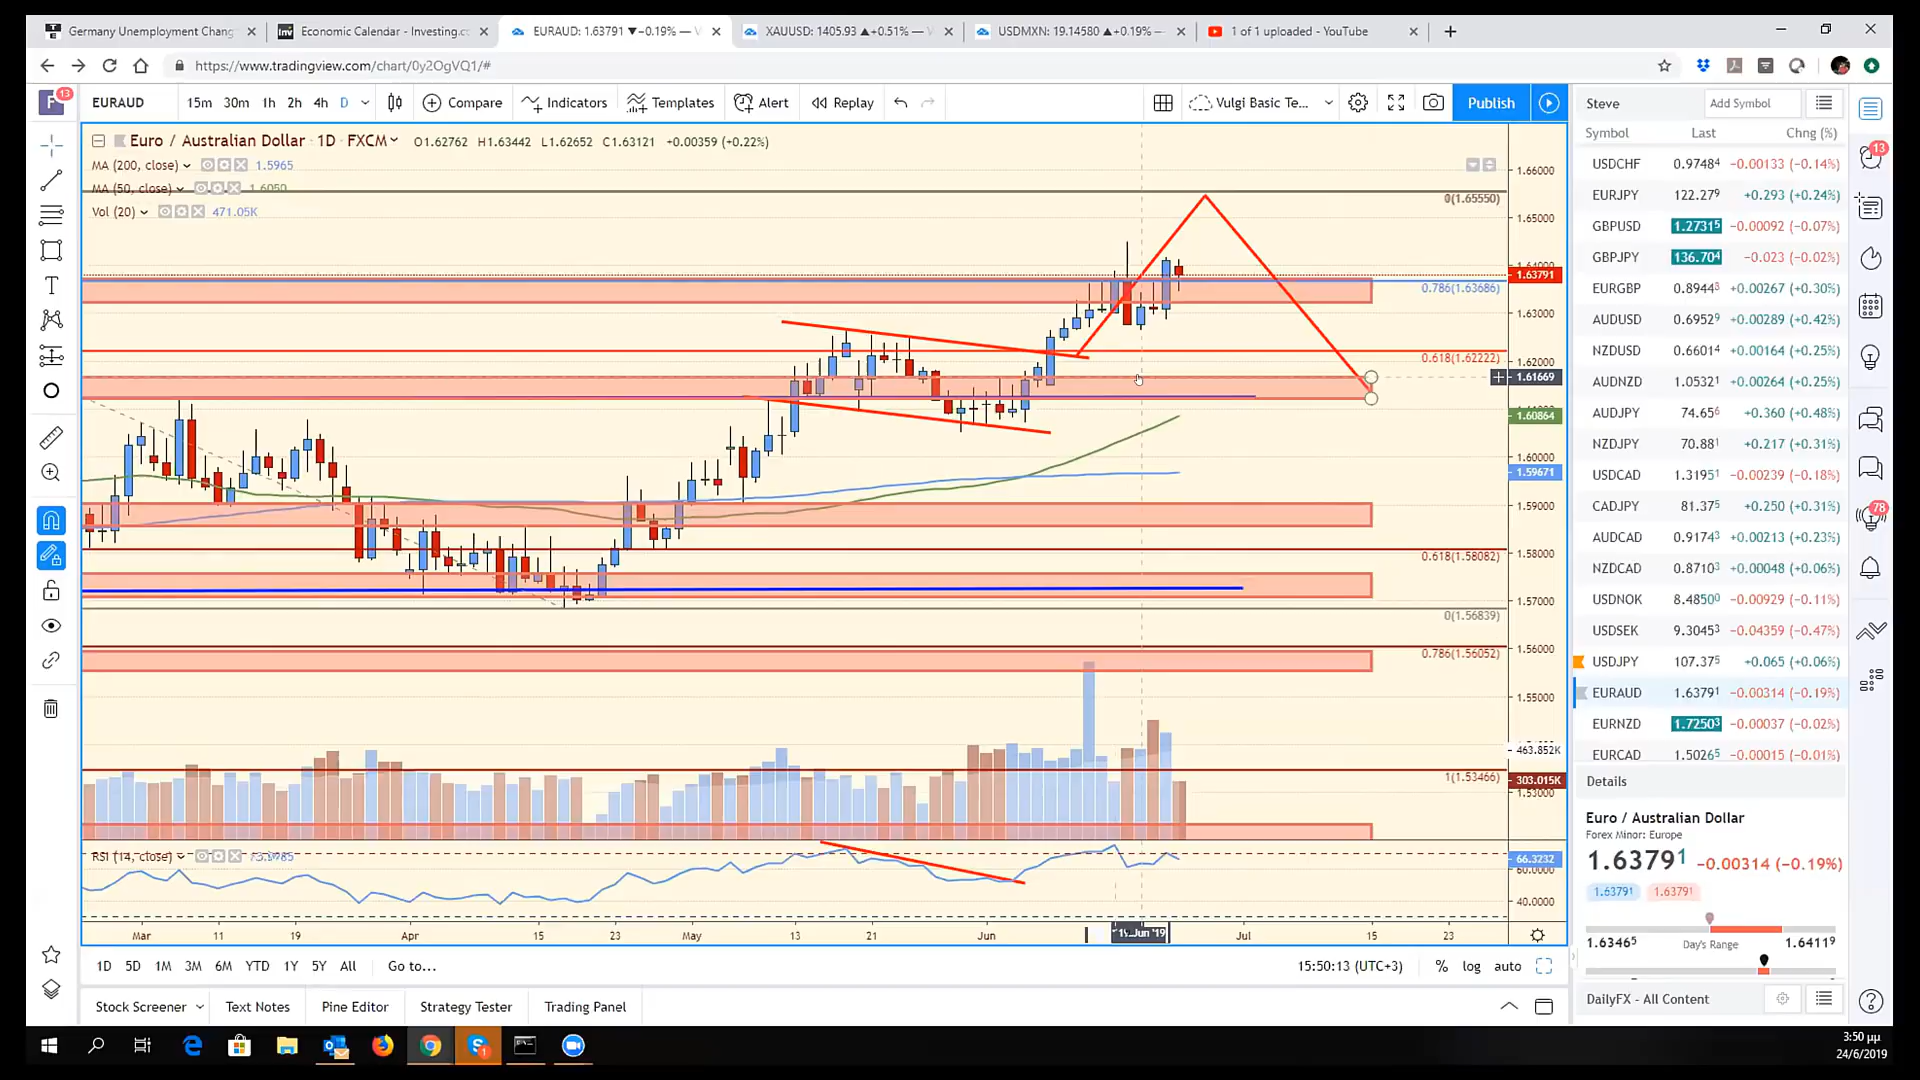 Germany Unemployment Chang
Economic Calendar - Investing.co
EURAUD: 1.63791 ▼−0.19% — V
XAUUSD: 1405.93 ▲+0.51% — V
USDMXN: 19.14580 ▲+0.19% —
1 of 1 uploaded - YouTube
https://www.tradingview.com/chart/0y2OgVQ1/#
F 13
EURAUD 15m 30m 1h 2h 4h D Compare Indicators Templates Alert Replay Vulgi Basic Te... Publish
Steve Add Symbol
Symbol Last Chng (%)
Euro / Australian Dollar · 1D · FXCM O1.62762 H1.63442 L1.62652 C1.63121 +0.00359 (+0.22%)
MA (200, close) 1.5965
MA (50, close) 1.6050
Vol (20) 471.05K
1.66000
0(1.65550)
1.65000
1.64000
1.63791
0.786(1.63686)
1.63000
0.618(1.62222)
1.62000
1.61669
1.60864
1.60000
1.59671
1.59000
0.618(1.58082)
1.58000
1.57000
0(1.56839)
1.56000
0.786(1.56052)
1.55000
463.852K
1(1.53466)
303.015K
1.53000
RSI (14, close)
66.3232
60.0000
40.0000
Mar 11 19 Apr 15 23 May 13 21 Jun 19 Jun '19 Jul 15 23
USDCHF 0.97484 −0.00133 (−0.14%)
EURJPY 122.279 +0.293 (+0.24%)
GBPUSD 1.27315 −0.00092 (−0.07%)
GBPJPY 136.704 −0.023 (−0.02%)
EURGBP 0.89443 +0.00267 (+0.30%)
AUDUSD 0.69529 +0.00289 (+0.42%)
NZDUSD 0.66014 +0.00164 (+0.25%)
AUDNZD 1.05321 +0.00264 (+0.25%)
AUDJPY 74.656 +0.360 (+0.48%)
NZDJPY 70.881 +0.217 (+0.31%)
USDCAD 1.31951 −0.00239 (−0.18%)
CADJPY 81.375 +0.250 (+0.31%)
AUDCAD 0.91743 +0.00213 (+0.23%)
NZDCAD 0.87103 +0.00048 (+0.06%)
USDNOK 8.48500 −0.00929 (−0.11%)
USDSEK 9.30453 −0.04359 (−0.47%)
USDJPY 107.375 +0.065 (+0.06%)
EURAUD 1.63791 −0.00314 (−0.19%)
EURNZD 1.72503 −0.00037 (−0.02%)
EURCAD 1.50265 −0.00015 (−0.01%)
Details
Euro / Australian Dollar
Forex Minor: Europe
1.63791 −0.00314 (−0.19%)
1.63791 1.63791
1.63465 Day's Range 1.64119
DailyFX - All Content
13
78
1D 5D 1M 3M 6M YTD 1Y 5Y All Go to... 15:50:13 (UTC+3) % log auto
Stock Screener Text Notes Pine Editor Strategy Tester Trading Panel
3:50 μμ
24/6/2019